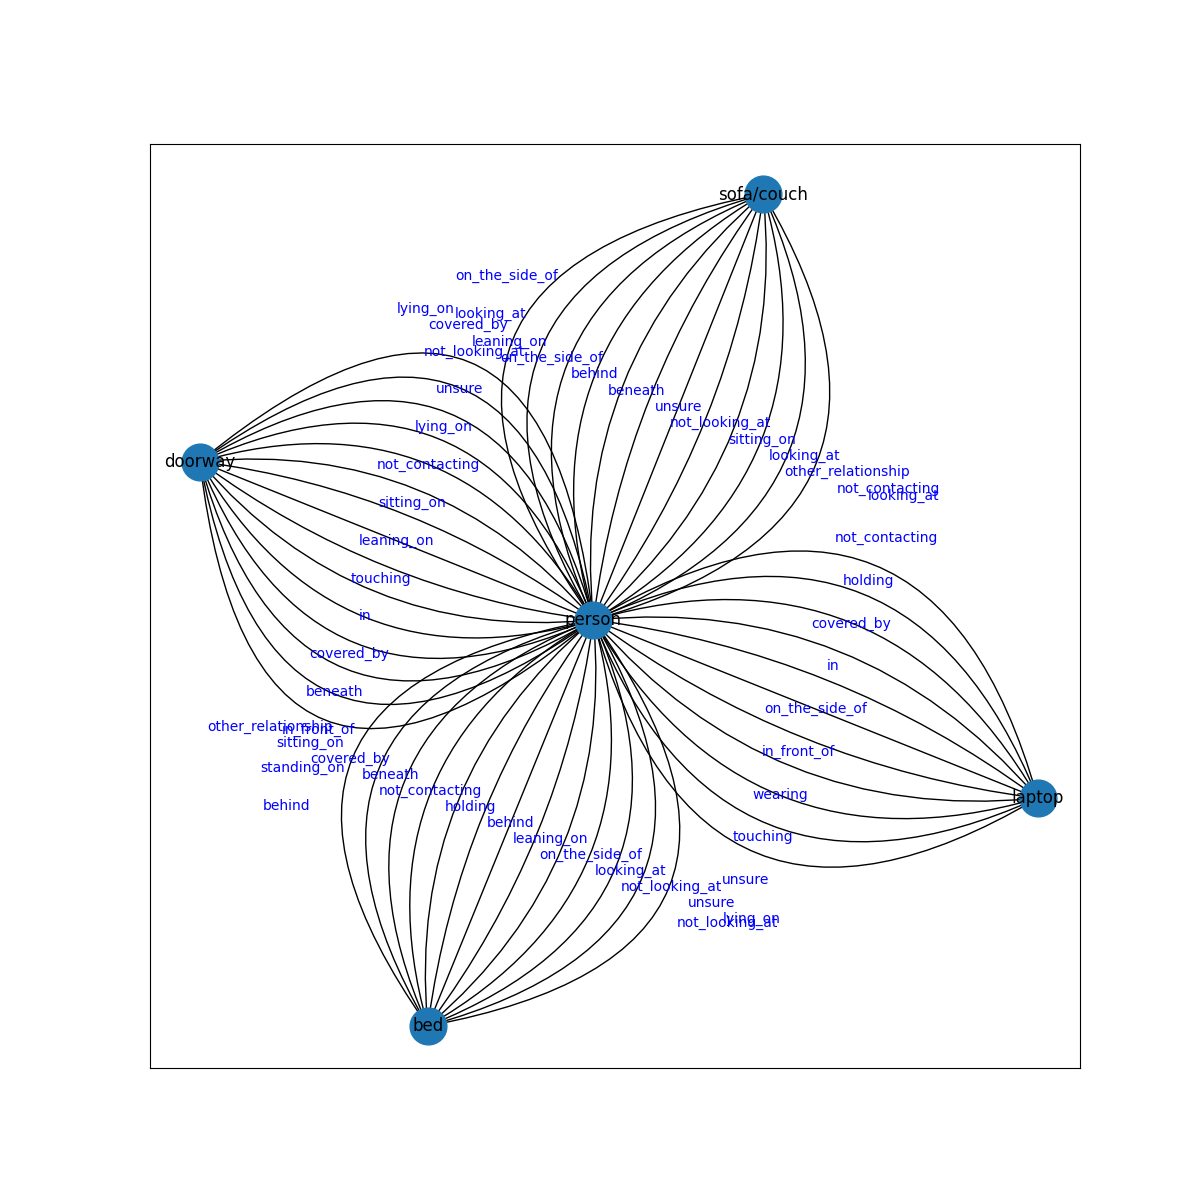 sofa/couch
on_the_side_of
lying_on
looking_at
covered_by
leaning_on
not_looking_at
on_the_side_of
behind
unsure
beneath
unsure
not_looking_at
lying_on
sitting_on
looking_at
doorway
not_contacting
other_relationship
not_contacting
looking_at
sitting_on
leaning_on
not_contacting
touching
holding
in
person
covered_by
covered_by
in
beneath
on_the_side_of
other_relationship
in_front_of
sitting_on
in_front_of
covered_by
standing_on
beneath
not_contacting
wearing
laptop
behind
holding
behind
touching
leaning_on
on_the_side_of
looking_at
unsure
not_looking_at
unsure
lying_on
not_looking_at
bed